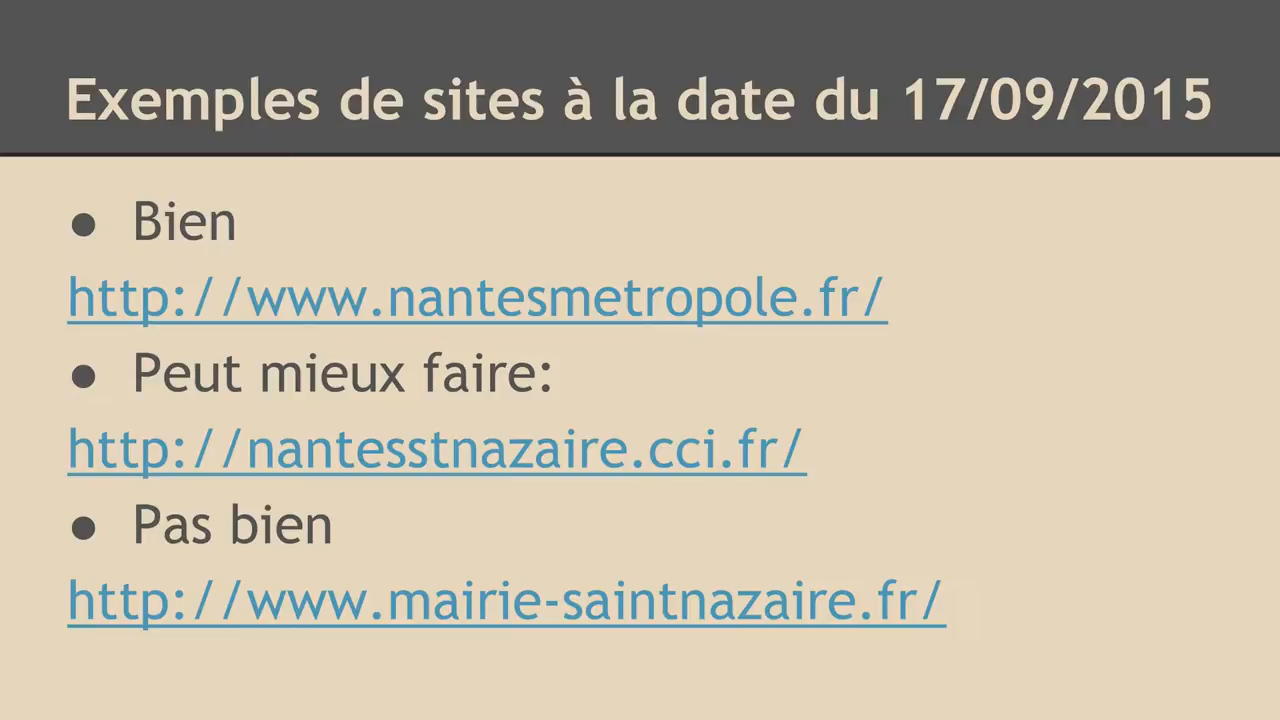 Exemples de sites à la date du 17/09/2015
● Bien
http://www.nantesmetropole.fr/
● Peut mieux faire:
http://nantesstnazaire.cci.fr/
● Pas bien
http://www.mairie-saintnazaire.fr/